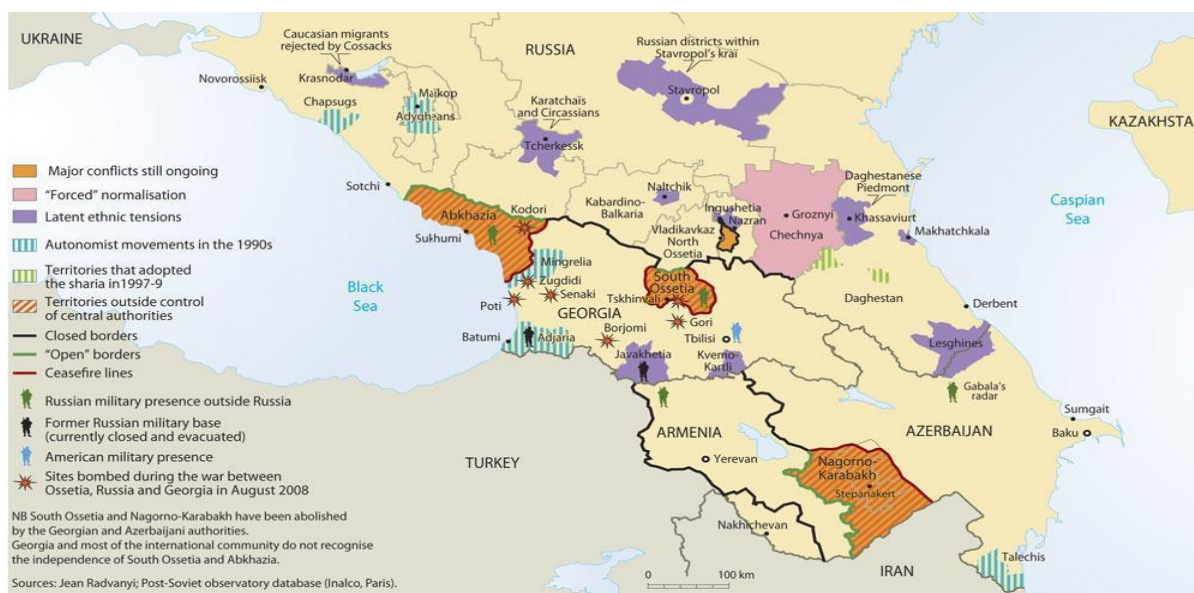 UKRAINE
Caucasian migrants
rejected by Cossacks
Krasnodar
Novorossiisk
Chapsugs
Maïkop
Adygheans
RUSSIA
Karatchaïs
and Circassians
Tcherkessk
Russian districts within
Stavropol's kraï
Stavropol
KAZAKHSTA
Major conflicts still ongoing
"Forced" normalisation
Latent ethnic tensions
Autonomist movements in the 1990s
Territories that adopted
the sharia in1997-9
Territories outside control
of central authorities
Closed borders
"Open" borders
Ceasefire lines
Russian military presence outside Russia
Former Russian military base
(currently closed and evacuated)
American military presence
Sites bombed during the war between
Ossetia, Russia and Georgia in August 2008
NB South Ossetia and Nagorno-Karabakh have been abolished
by the Georgian and Azerbaijani authorities.
Georgia and most of the international community do not recognise
the independence of South Ossetia and Abkhazia.
Sources: Jean Radvanyi; Post-Soviet observatory database (Inalco, Paris).
Sotchi
Abkhazia
Kodori
Sukhumi
Kabardino-
Balkaria
Naltchik
Ingushetia
Nazran
Vladikavkaz
North
Ossetia
Groznyi
Chechnya
Daghestanese
Piedmont
Khassaviurt
Makhatchkala
Caspian
Sea
Black
Sea
Mingrelia
Zugdidi
Senaki
Poti
GEORGIA
South
Ossetia
Tskhinvali
Gori
Tbilisi
Borjomi
Batumi
Adjaria
Javakhetia
Kvemo-
Kartli
Daghestan
Derbent
Lesghines
Gabala's
radar
Sumgait
Baku
AZERBAIJAN
ARMENIA
Yerevan
TURKEY
Nagorno-
Karabakh
Stepanakert
Nakhichevan
Talechis
IRAN
0 100 km